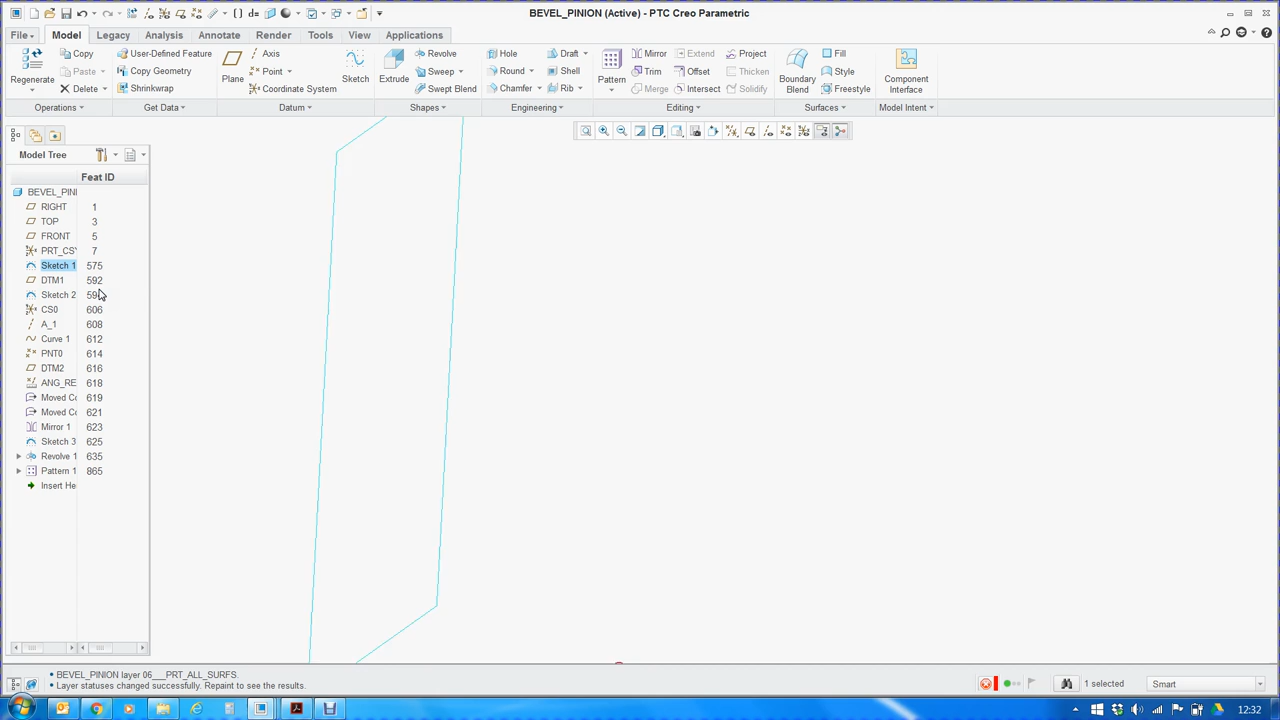 BEVEL_PINION (Active) - PTC Creo Parametric
File Model Legacy Analysis Annotate Render Tools View Applications
Regenerate
Copy
Paste
Delete
User-Defined Feature
Copy Geometry
Shrinkwrap
Plane
Axis
Point
Coordinate System
Sketch
Extrude
Revolve
Sweep
Swept Blend
Hole
Round
Chamfer
Draft
Shell
Rib
Pattern
Mirror
Trim
Merge
Extend
Offset
Intersect
Project
Thicken
Solidify
Boundary
Blend
Fill
Style
Freestyle
Component
Interface
Operations Get Data Datum Shapes Engineering Editing Surfaces Model Intent
Model Tree
Feat ID
BEVEL_PINI
RIGHT 1
TOP 3
FRONT 5
PRT_CSY 7
Sketch 1 575
DTM1 592
Sketch 2
CS0 606
A_1 608
Curve 1 612
PNT0 614
DTM2 616
ANG_RE 618
Moved Co 619
Moved Co 621
Mirror 1 623
Sketch 3 625
Revolve 1 635
Pattern 1 865
Insert He
• BEVEL_PINION layer 06___PRT_ALL_SURFS.
• Layer statuses changed successfully. Repaint to see the results.
1 selected
Smart
12:32